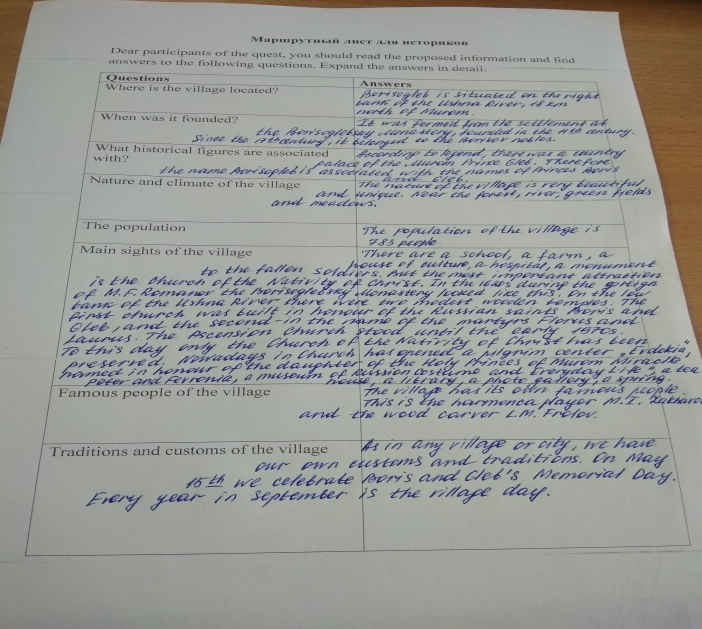 Маршрутный лист для историков
Dear participants of the quest, you should read the proposed information and find
answers to the following questions. Expand the answers in detail.
Questions
Answers
Where is the village located?
Borisogleb is situated on the right
bank of the Ushna River, 18 km
north of Murom.
When was it founded?
It was formed from the settlement at
the Borisoglebsky Monastery, founded in the 11th century.
Since the 17th century, it belonged to the
What historical figures are associated
with?
According to legend, there was a country
palace of the Murom Prince Gleb. Therefore
the name Borisogleb is associated with the names of Princes Boris
and Gleb.
Nature and climate of the village
The nature of the village is very beautiful
and unique. Near the forest, river, green fields
and meadows.
The population
The population of the village is
783 people
Main sights of the village
There are a school, a farm, a
house of culture, a hospital, a monument
to the fallen soldiers. But the most important attraction
is the Church of the Nativity of Christ. In the during the
of M.F. Romanov the Borisoglebsky Monastery looked like this. On the low
bank of the Ushna River there were two modest wooden temples. The
first church was built in honour of the Russian saints Boris and
Gleb, and the second - in the name of the martyrs Florus and
Laurus. The Ascension Church stood until the early
To this day only the Church of the Nativity of Christ has been
preserved. Nowadays in Church has opened a pilgrim center
named in honour of the daughter of the Holy Princes of Murom Miracle
Peter and Fevronia, a museum of Russian Costume and Everyday Life", a tea
house, a library, a photo gallery, a spring.
Famous people of the village
The village has its own famous people.
This is the harmonica player M.I.
and the wood carver L.M. Frolov.
Traditions and customs of the village
As in any village or city, we have
our own customs and traditions. On May
15th we celebrate Boris and Gleb's Memorial Day.
Every year in September is the village day.